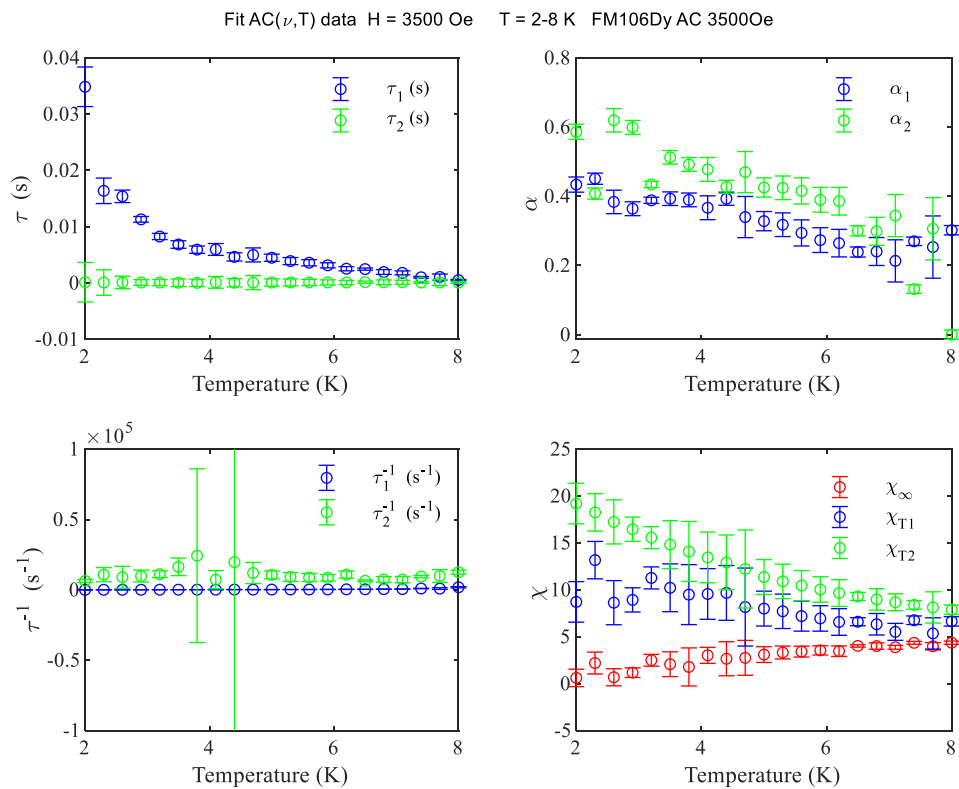 Fit AC(ν,T) data H = 3500 Oe T = 2-8 K FM106Dy AC 3500Oe
0.04
0.03
0.02
0.01
0
-0.01
τ (s)
τ₁ (s)
τ₂ (s)
2 4 6 8
Temperature (K)
0.8
0.6
0.4
0.2
0
α
α₁
α₂
2 4 6 8
Temperature (K)
×10⁵
1
0.5
0
-0.5
-1
τ⁻¹ (s⁻¹)
τ₁⁻¹ (s⁻¹)
τ₂⁻¹ (s⁻¹)
2 4 6 8
Temperature (K)
25
20
15
10
5
0
-5
χ
χ∞
χT1
χT2
2 4 6 8
Temperature (K)